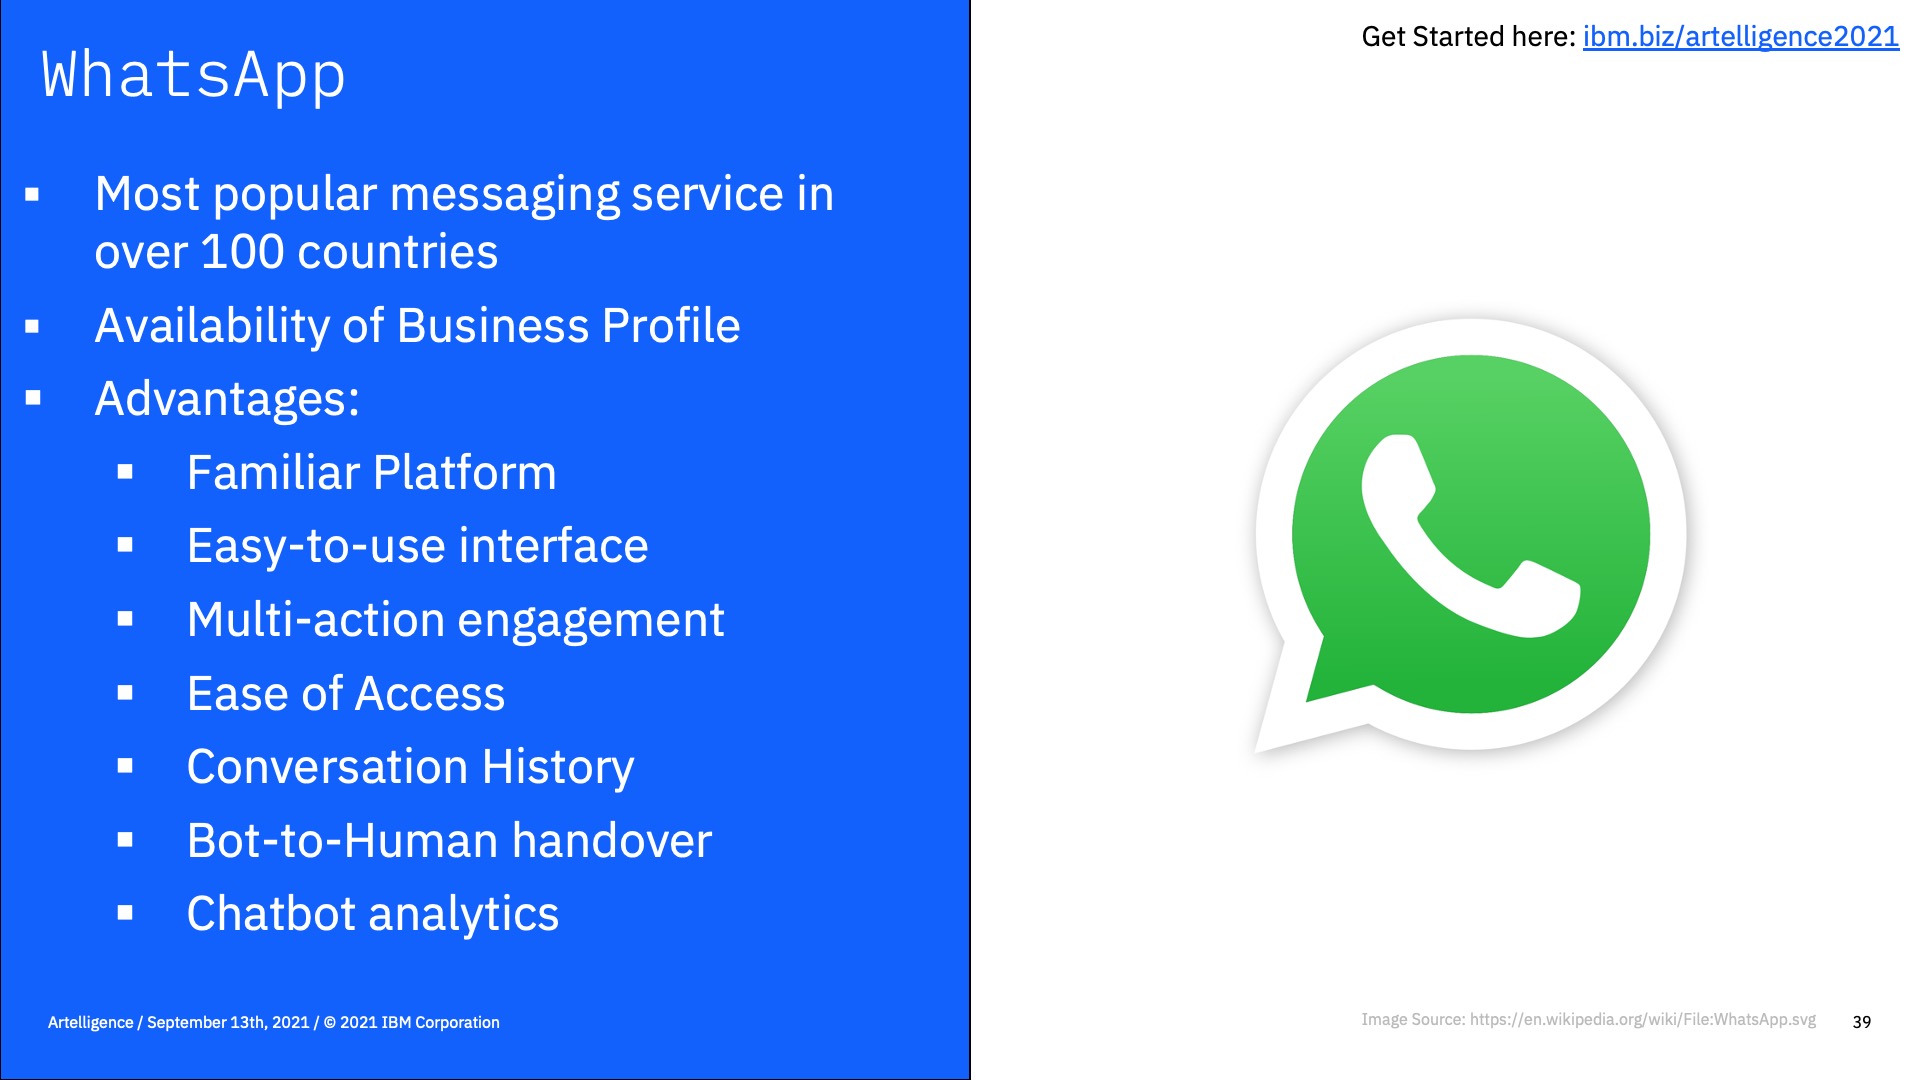 Get Started here: ibm.biz/artelligence2021
WhatsApp
▪ Most popular messaging service in
over 100 countries
▪ Availability of Business Profile
▪ Advantages:
▪ Familiar Platform
▪ Easy-to-use interface
▪ Multi-action engagement
▪ Ease of Access
▪ Conversation History
▪ Bot-to-Human handover
▪ Chatbot analytics
Artelligence / September 13th, 2021 / © 2021 IBM Corporation
Image Source: https://en.wikipedia.org/wiki/File:WhatsApp.svg
39